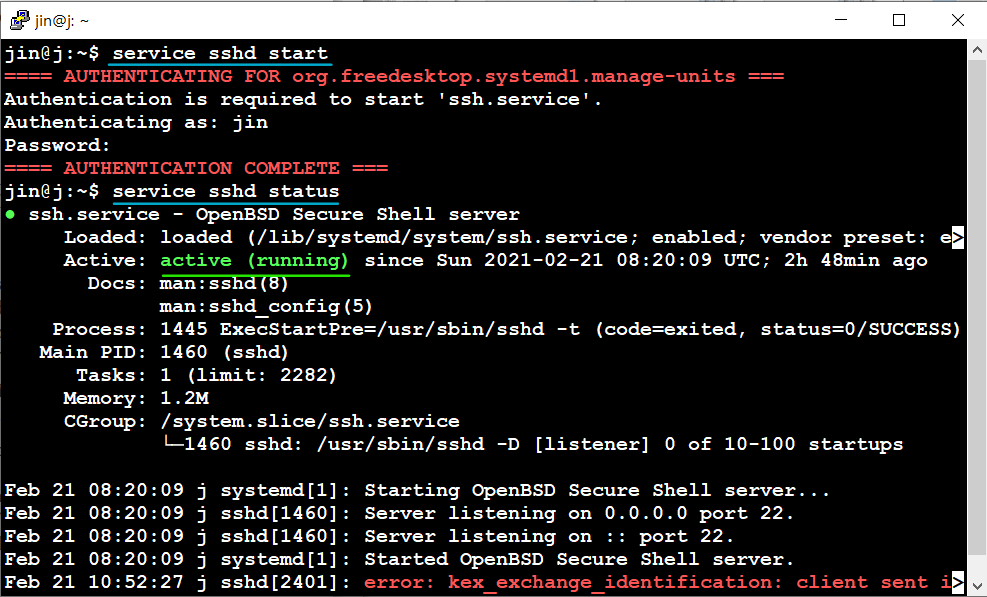 jin@j: ~
jin@j:~$ service sshd start
==== AUTHENTICATING FOR org.freedesktop.systemd1.manage-units ===
Authentication is required to start 'ssh.service'.
Authenticating as: jin
Password:
==== AUTHENTICATION COMPLETE ===
jin@j:~$ service sshd status
● ssh.service - OpenBSD Secure Shell server
Loaded: loaded (/lib/systemd/system/ssh.service; enabled; vendor preset: e>
Active: active (running) since Sun 2021-02-21 08:20:09 UTC; 2h 48min ago
Docs: man:sshd(8)
man:sshd_config(5)
Process: 1445 ExecStartPre=/usr/sbin/sshd -t (code=exited, status=0/SUCCESS)
Main PID: 1460 (sshd)
Tasks: 1 (limit: 2282)
Memory: 1.2M
CGroup: /system.slice/ssh.service
└─1460 sshd: /usr/sbin/sshd -D [listener] 0 of 10-100 startups
Feb 21 08:20:09 j systemd[1]: Starting OpenBSD Secure Shell server...
Feb 21 08:20:09 j sshd[1460]: Server listening on 0.0.0.0 port 22.
Feb 21 08:20:09 j sshd[1460]: Server listening on :: port 22.
Feb 21 08:20:09 j systemd[1]: Started OpenBSD Secure Shell server.
Feb 21 10:52:27 j sshd[2401]: error: kex_exchange_identification: client sent i>